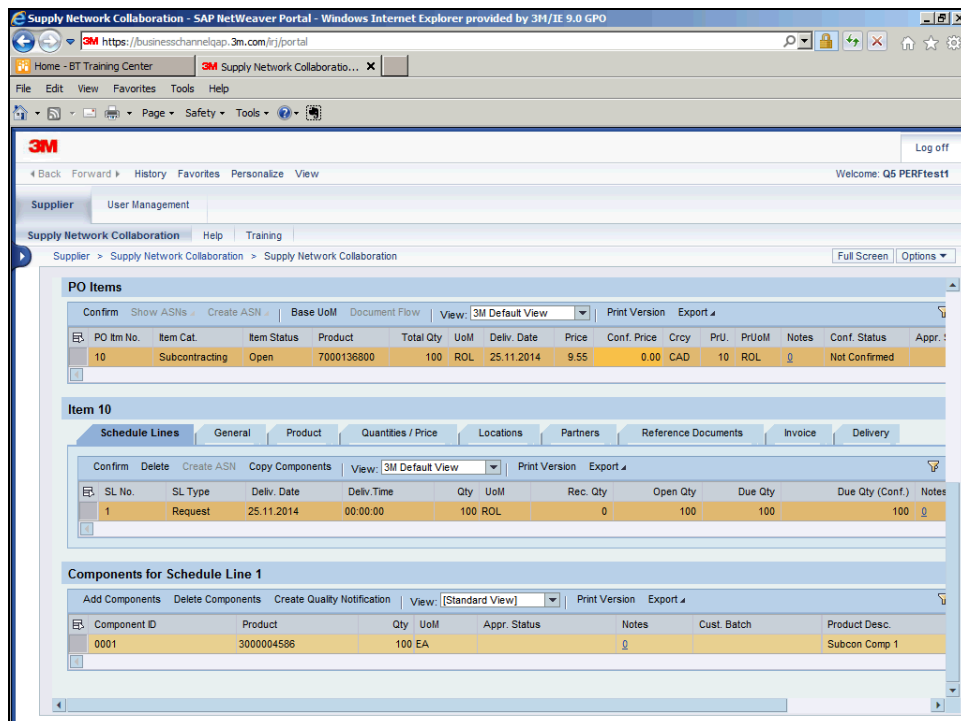 Supply Network Collaboration - SAP NetWeaver Portal - Windows Internet Explorer provided by 3M/IE 9.0 GPO
3M https://businesschannelqap.3m.com/irj/portal
Home - BT Training Center 3M Supply Network Collaboratio... X
File Edit View Favorites Tools Help
Page Safety Tools
3M
Log off
Back Forward History Favorites Personalize View Welcome: Q5 PERFtest1
Supplier User Management
Supply Network Collaboration Help Training
Supplier > Supply Network Collaboration > Supply Network Collaboration Full Screen Options
PO Items
Confirm Show ASNs Create ASN Base UoM Document Flow View: 3M Default View Print Version Export
PO Itm No. Item Cat. Item Status Product Total Qty UoM Deliv. Date Price Conf. Price Crcy PrU. PrUoM Notes Conf. Status Appr.
10 Subcontracting Open 7000136800 100 ROL 25.11.2014 9.55 0.00 CAD 10 ROL 0 Not Confirmed
Item 10
Schedule Lines General Product Quantities / Price Locations Partners Reference Documents Invoice Delivery
Confirm Delete Create ASN Copy Components View: 3M Default View Print Version Export
SL No. SL Type Deliv. Date Deliv.Time Qty UoM Rec. Qty Open Qty Due Qty Due Qty (Conf.) Notes
1 Request 25.11.2014 00:00:00 100 ROL 0 100 100 100 0
Components for Schedule Line 1
Add Components Delete Components Create Quality Notification View: [Standard View] Print Version Export
Component ID Product Qty UoM Appr. Status Notes Cust. Batch Product Desc.
0001 3000004586 100 EA 0 Subcon Comp 1